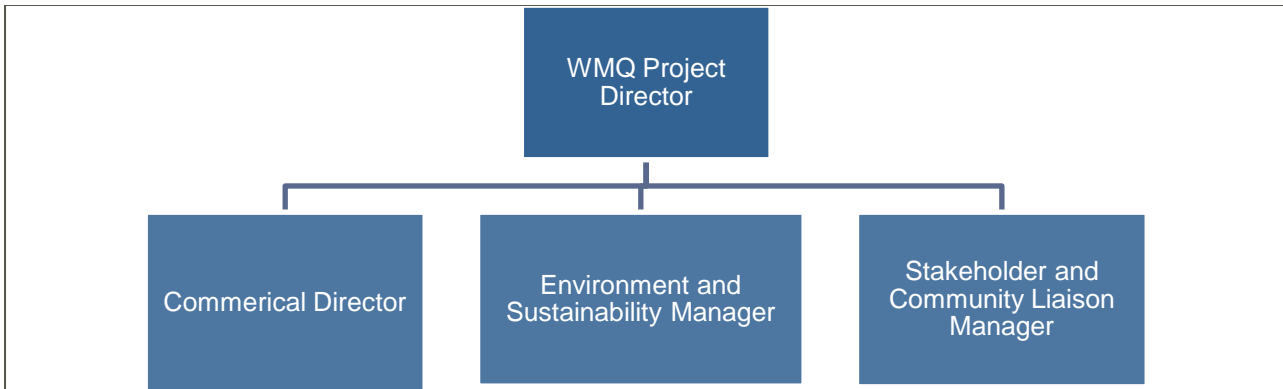 WMQ Project
Director
Commerical Director
Environment and
Sustainability Manager
Stakeholder and
Community Liaison
Manager